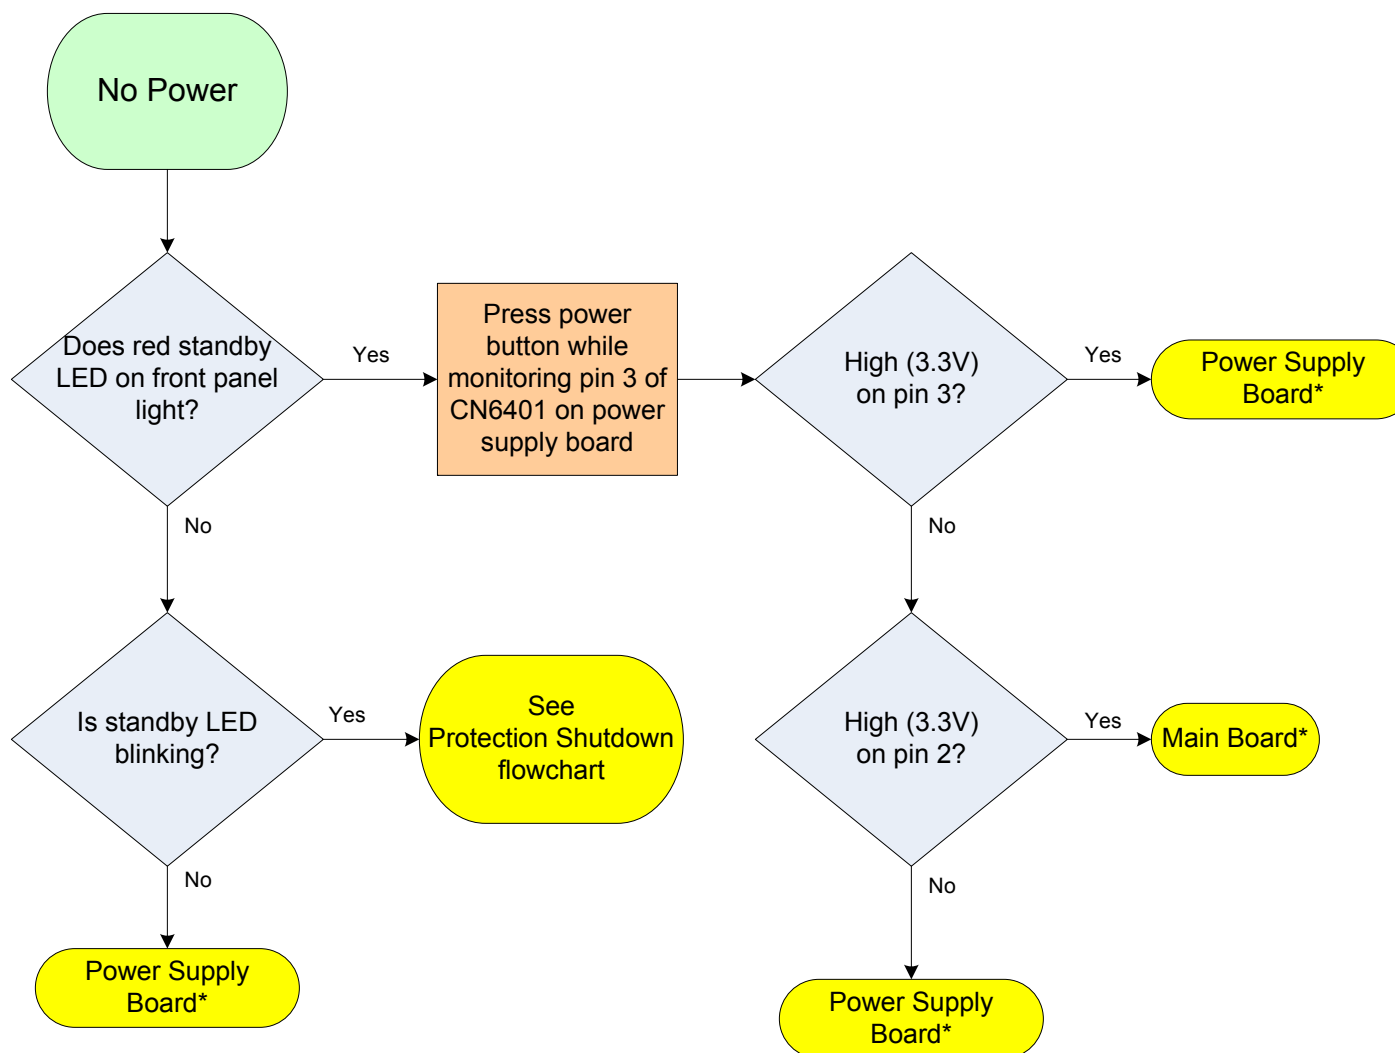 No Power
Does red standby
LED on front panel
light?
Yes
Press power
button while
monitoring pin 3 of
CN6401 on power
supply board
High (3.3V)
on pin 3?
Yes
Power Supply
Board*
No
No
Is standby LED
blinking?
Yes
See
Protection Shutdown
flowchart
High (3.3V)
on pin 2?
Yes
Main Board*
No
No
Power Supply
Board*
Power Supply
Board*